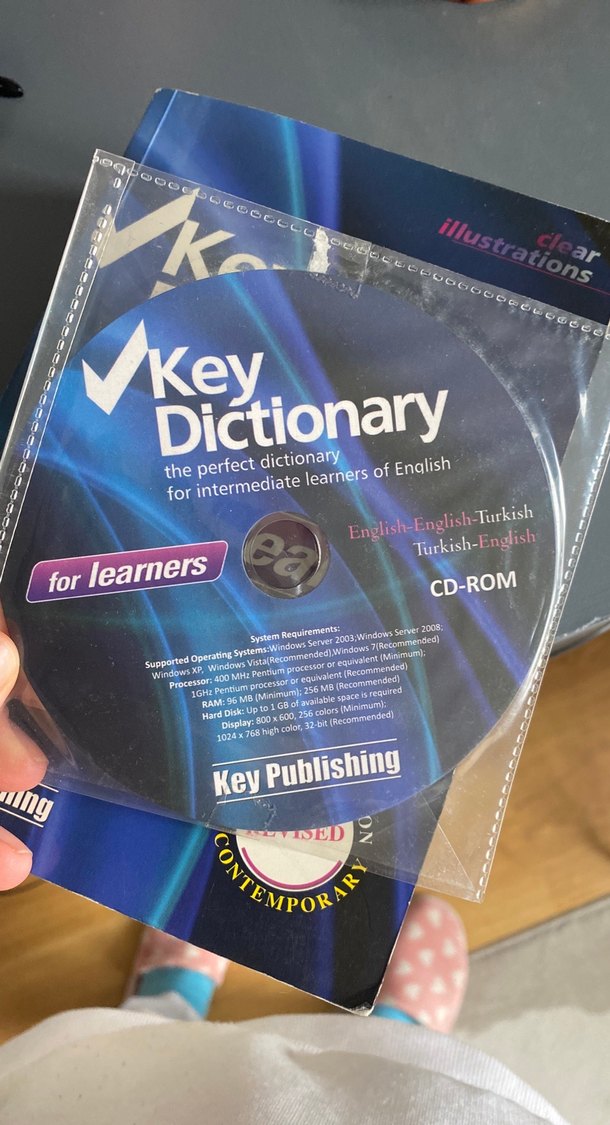 clear
illustrations
Key
Key
Dictionary
the perfect dictionary
for intermediate learners of English
English-English-Turkish
Turkish-English
for learners
CD-ROM
System Requirements:
Supported Operating Systems:Windows Server 2003;Windows Server 2008;
Windows XP, Windows Vista(Recommended),Windows 7(Recommended)
Processor: 400 MHz Pentium processor or equivalent (Minimum);
1GHz Pentium processor or equivalent (Recommended)
RAM: 96 MB (Minimum); 256 MB (Recommended)
Hard Disk: Up to 1 GB of available space is required
Display: 800 x 600, 256 colors (Minimum);
1024 x 768 high color, 32-bit (Recommended)
Key Publishing
REVISED
CONTEMPORARY